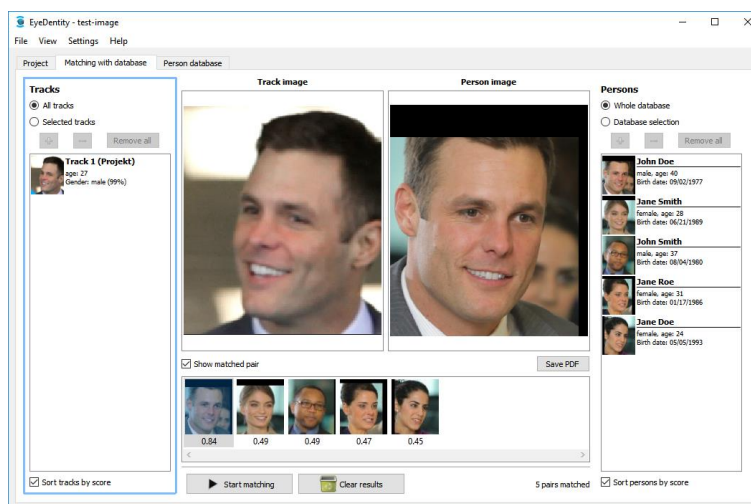 EyeDentity - test-image
File View Settings Help
Project Matching with database Person database
Tracks
All tracks
Selected tracks
Remove all
Track 1 (Projekt)
age: 27
Gender: male (99%)
Sort tracks by score
Track image Person image
Show matched pair Save PDF
0.84 0.49 0.49 0.47 0.45
Start matching Clear results 5 pairs matched
Persons
Whole database
Database selection
Remove all
John Doe
male, age: 40
Birth date: 09/02/1977
Jane Smith
female, age: 28
Birth date: 06/21/1989
John Smith
male, age: 37
Birth date: 08/04/1980
Jane Roe
female, age: 31
Birth date: 01/17/1986
Jane Doe
female, age: 24
Birth date: 05/05/1993
Sort persons by score